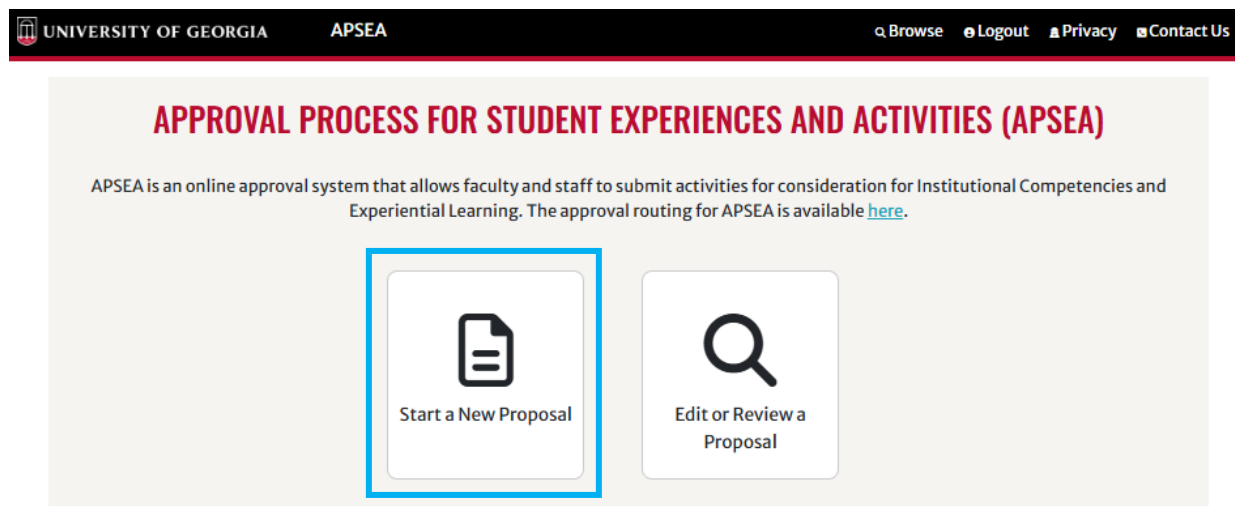 UNIVERSITY OF GEORGIA APSEA Browse Logout Privacy Contact Us
APPROVAL PROCESS FOR STUDENT EXPERIENCES AND ACTIVITIES (APSEA)
APSEA is an online approval system that allows faculty and staff to submit activities for consideration for Institutional Competencies and
Experiential Learning. The approval routing for APSEA is available here.
Start a New Proposal
Edit or Review a
Proposal